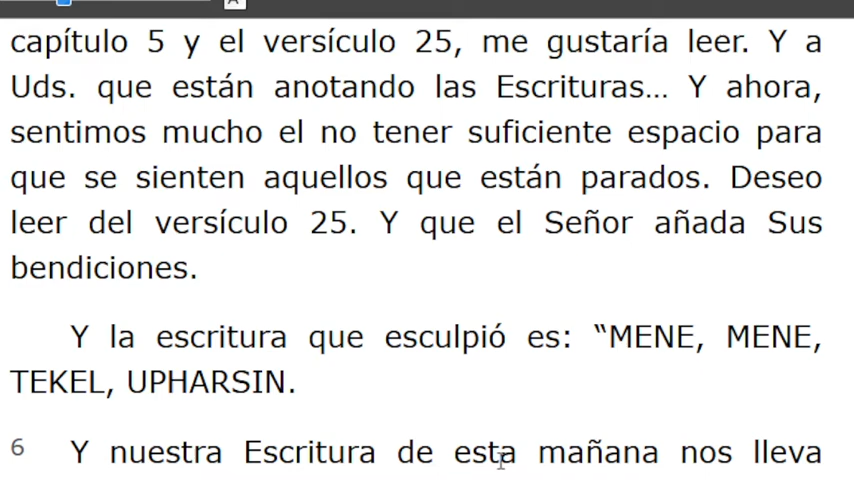 capítulo 5 y el versículo 25, me gustaría leer. Y a
Uds. que están anotando las Escrituras... Y ahora,
sentimos mucho el no tener suficiente espacio para
que se sienten aquellos que están parados. Deseo
leer del versículo 25. Y que el Señor añada Sus
bendiciones.
Y la escritura que esculpió es: “MENE, MENE,
TEKEL, UPHARSIN.
6 Y nuestra Escritura de esta mañana nos lleva